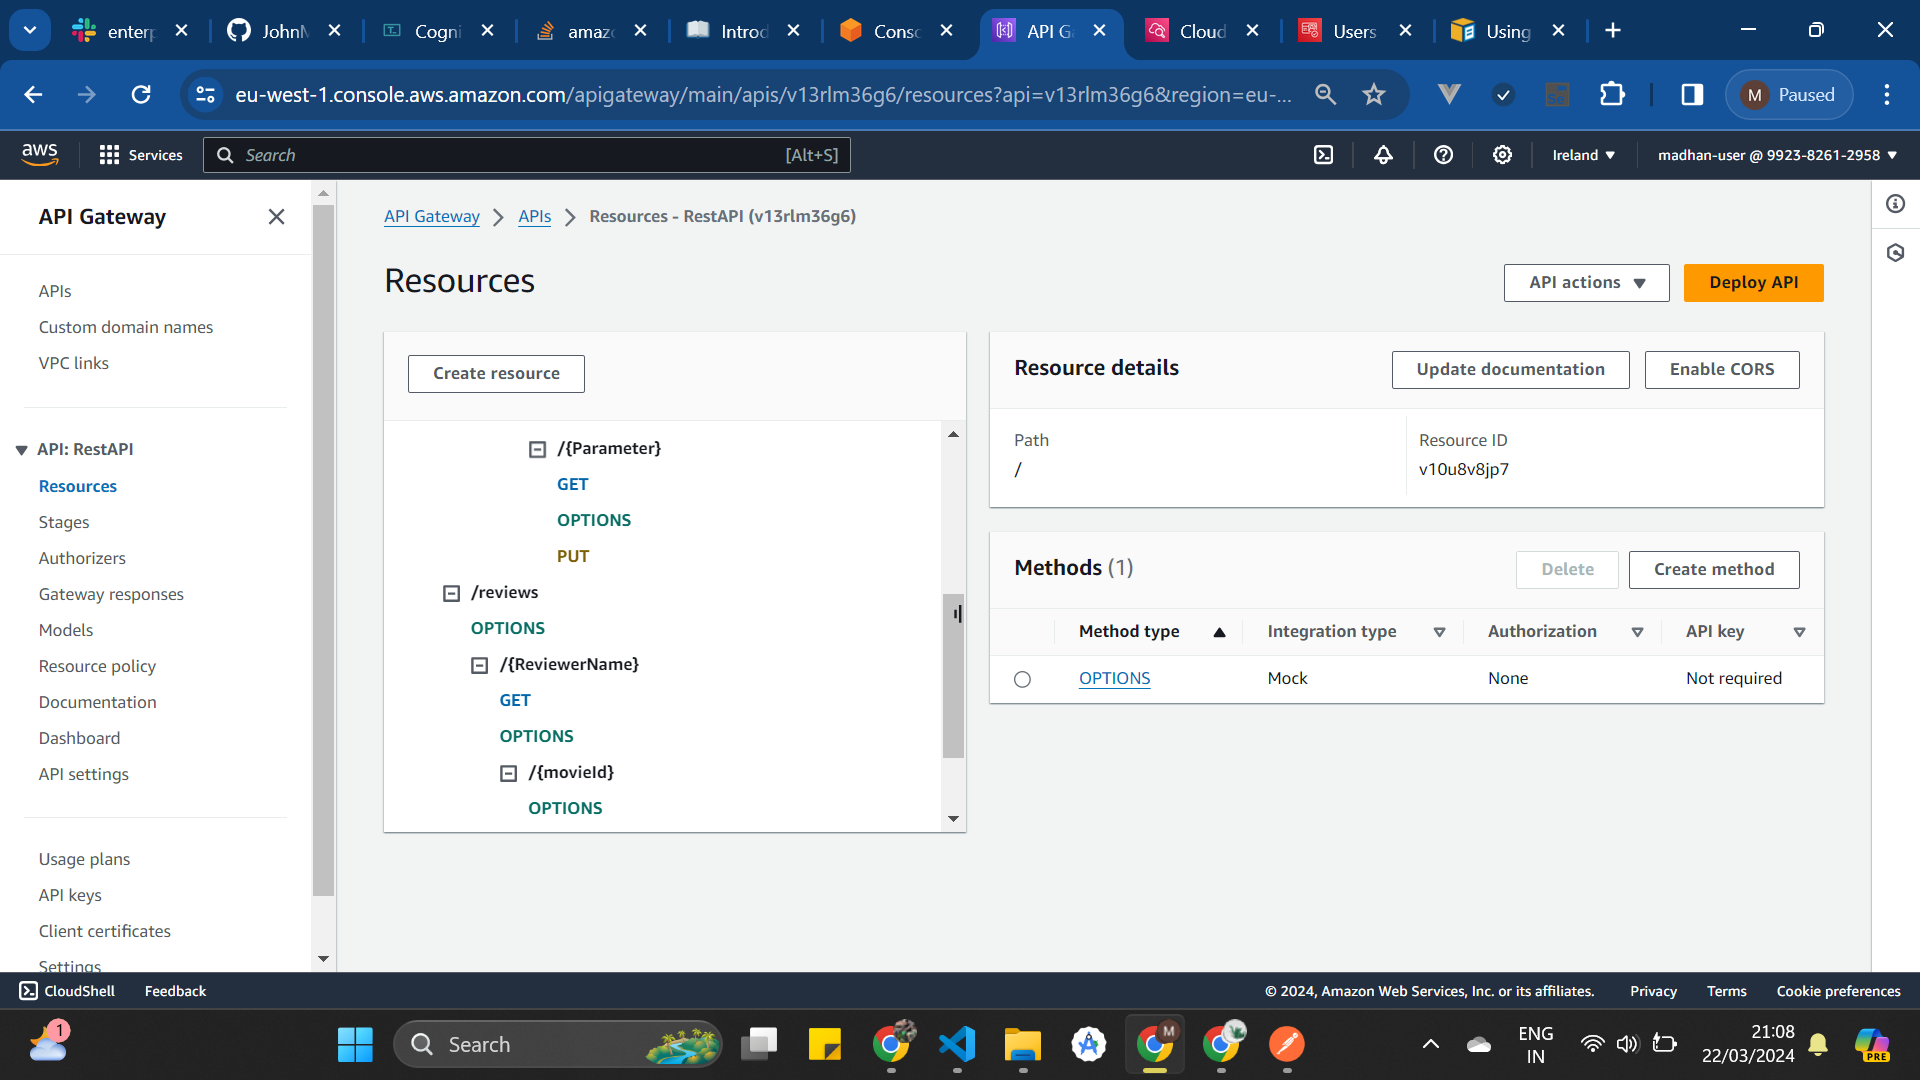 enterp
JohnM
Cogni
amazo
Introd
Conso
API Ga
Cloud
Users
Using
eu-west-1.console.aws.amazon.com/apigateway/main/apis/v13rlm36g6/resources?api=v13rlm36g6&region=eu-...
M Paused
aws
Services
Search [Alt+S]
Ireland
madhan-user @ 9923-8261-2958
API Gateway
APIs
Custom domain names
VPC links
API: RestAPI
Resources
Stages
Authorizers
Gateway responses
Models
Resource policy
Documentation
Dashboard
API settings
Usage plans
API keys
Client certificates
Settings
API Gateway
APIs
Resources - RestAPI (v13rlm36g6)
Resources
API actions
Deploy API
Create resource
/{Parameter}
GET
OPTIONS
PUT
/reviews
OPTIONS
/{ReviewerName}
GET
OPTIONS
/{movieId}
OPTIONS
Resource details
Update documentation
Enable CORS
Path
/
Resource ID
v10u8v8jp7
Methods (1)
Delete
Create method
Method type Integration type Authorization API key
OPTIONS Mock None Not required
CloudShell
Feedback
© 2024, Amazon Web Services, Inc. or its affiliates.
Privacy
Terms
Cookie preferences
1
Search
M
ENG
IN
21:08
22/03/2024
PRE